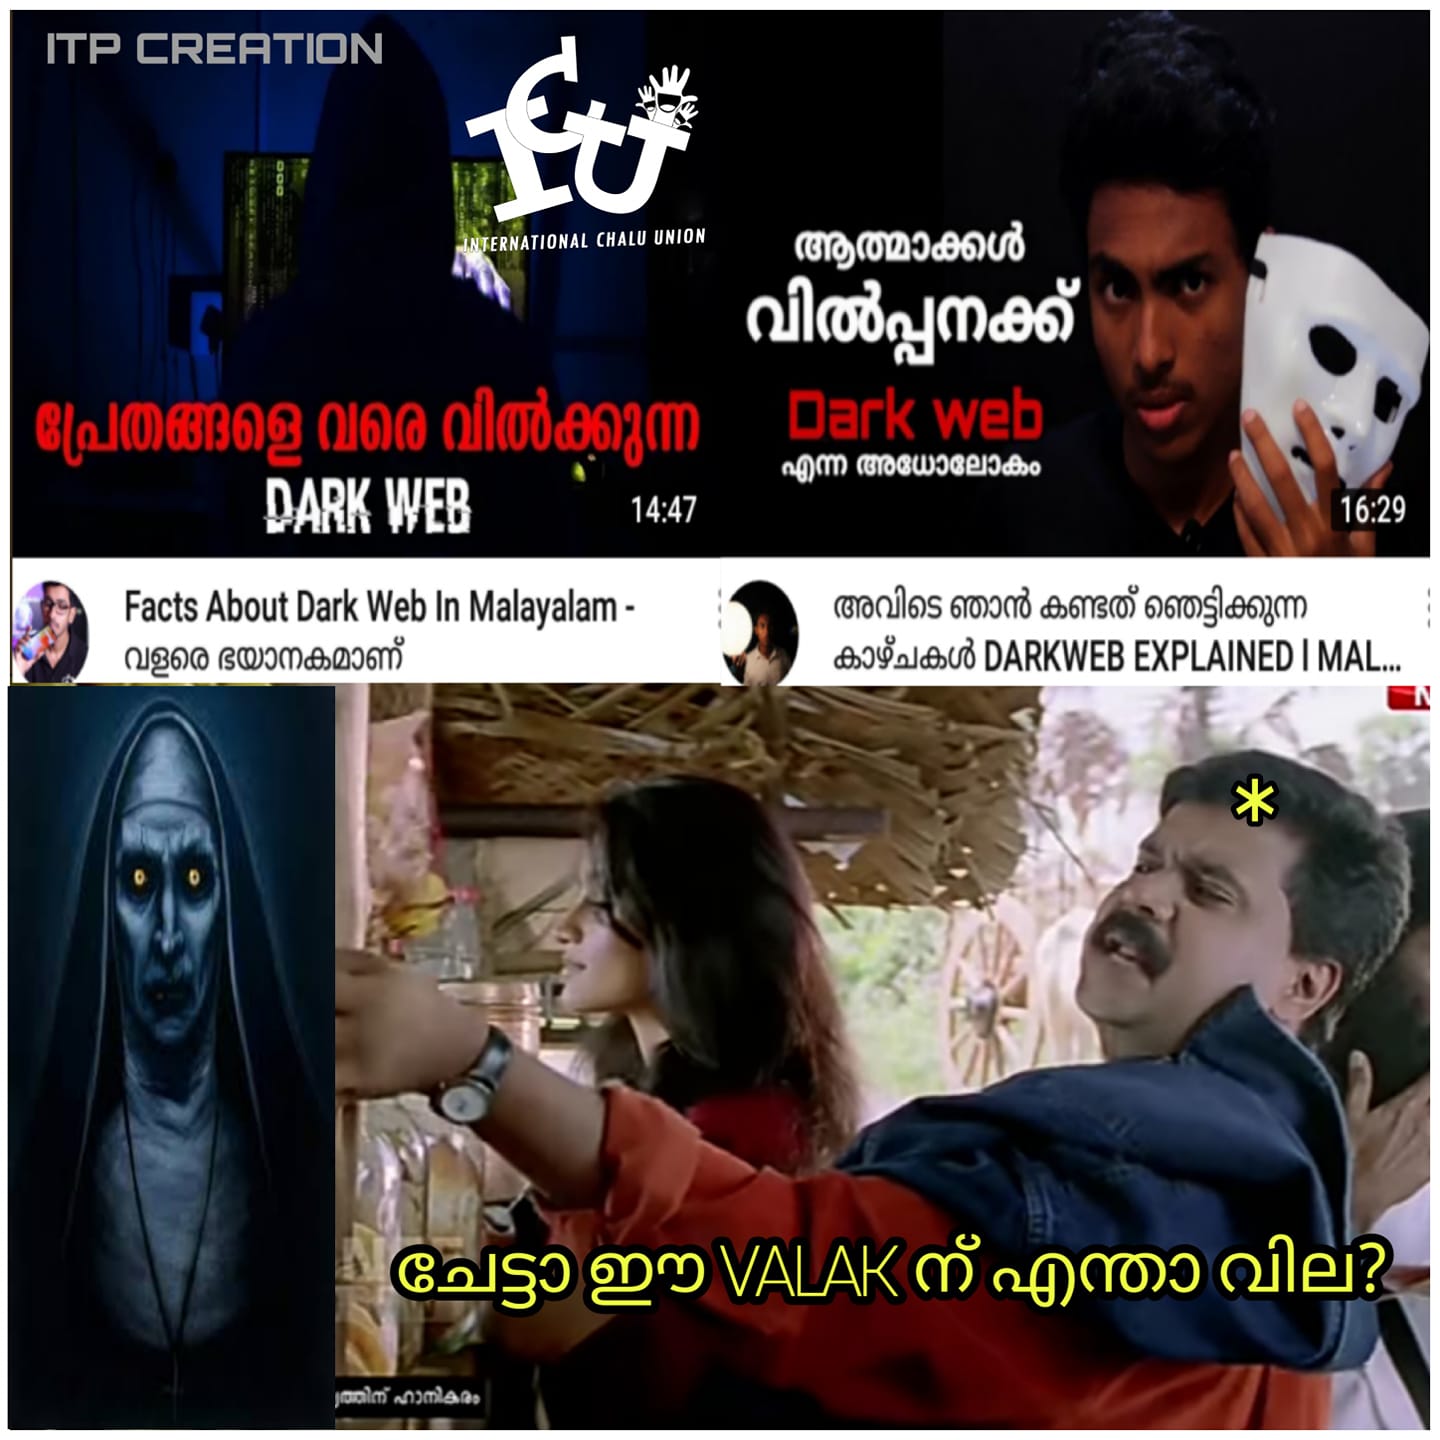 ITP CREATION
ICU
INTERNATIONAL CHALU UNION
പ്രേതങ്ങളെ വരെ വിൽക്കുന്ന
DARK WEB
14:47
ആത്മാക്കൾ
വിൽപ്പനക്ക്
Dark web
എന്ന അധോലോകം
16:29
Facts About Dark Web In Malayalam -
വളരെ ഭയാനകമാണ്
അവിടെ ഞാൻ കണ്ടത് ഞെട്ടിക്കുന്ന
കാഴ്ചകൾ DARKWEB EXPLAINED l MAL...
*
ചേട്ടാ ഈ VALAK ന് എന്താ വില?
ഹാനികരം